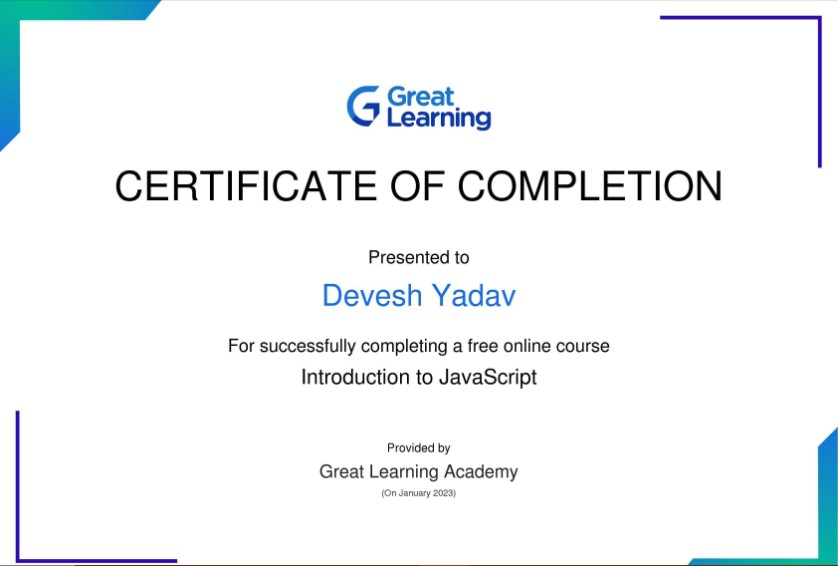 Great
Learning
CERTIFICATE OF COMPLETION
Presented to
Devesh Yadav
For successfully completing a free online course
Introduction to JavaScript
Provided by
Great Learning Academy
(On January 2023)